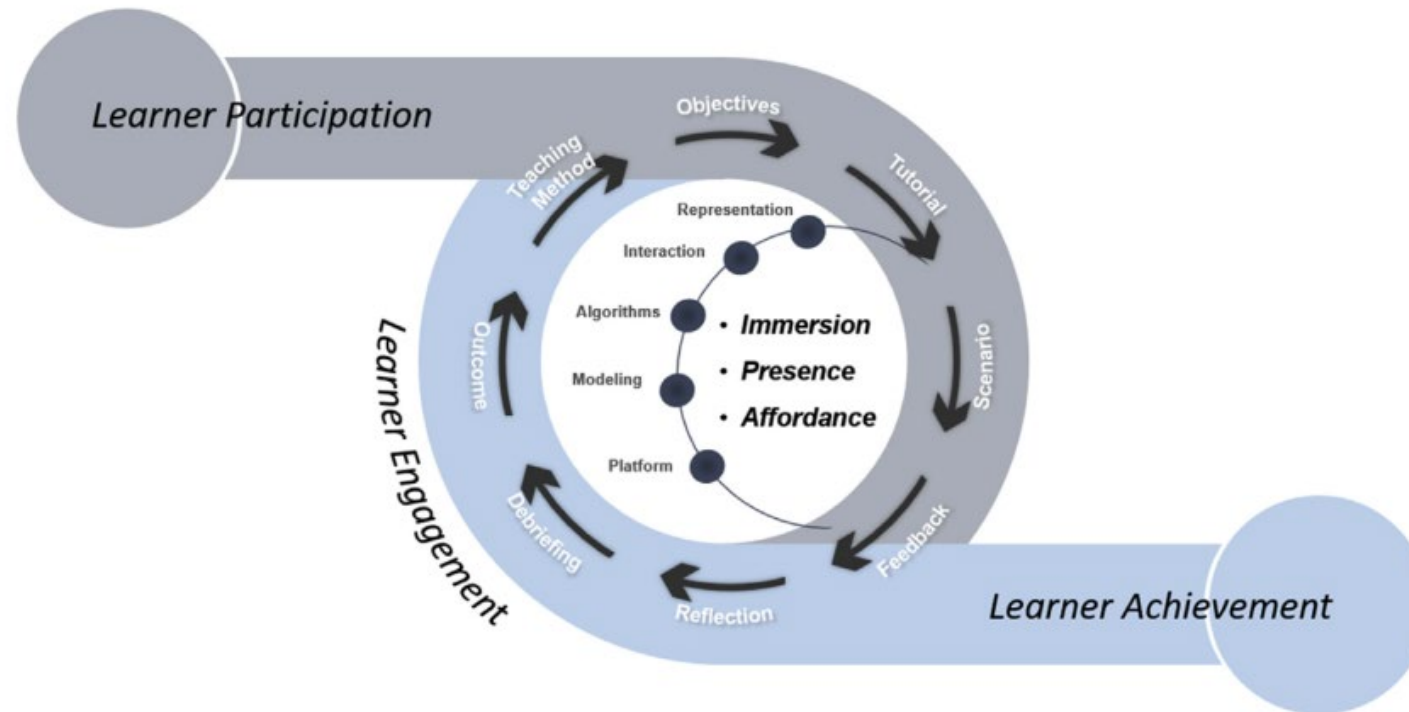 Learner Participation
Objectives
Teaching
Method
Tutorial
Representation
Interaction
Algorithms
• Immersion
Modeling
• Presence
• Affordance
Platform
Scenario
Outcome
Learner Engagement
Debriefing
Feedback
Reflection
Learner Achievement